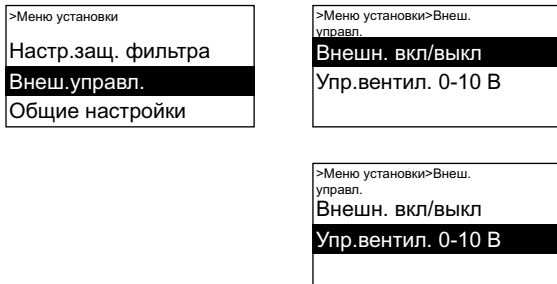 >Меню установки
Настр.защ. фильтра
Внеш.управл.
Общие настройки
>Меню установки>Внеш.
управл.
Внешн. вкл/выкл
Упр.вентил. 0-10 В
>Меню установки>Внеш.
управл.
Внешн. вкл/выкл
Упр.вентил. 0-10 В